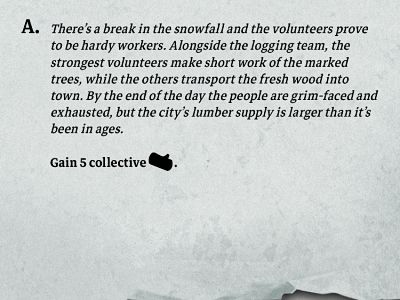 A. There's a break in the snowfall and the volunteers prove
to be hardy workers. Alongside the logging team, the
strongest volunteers make short work of the marked
trees, while the others transport the fresh wood into
town. By the end of the day the people are grim-faced and
exhausted, but the city's lumber supply is larger than it's
been in ages.
Gain 5 collective .